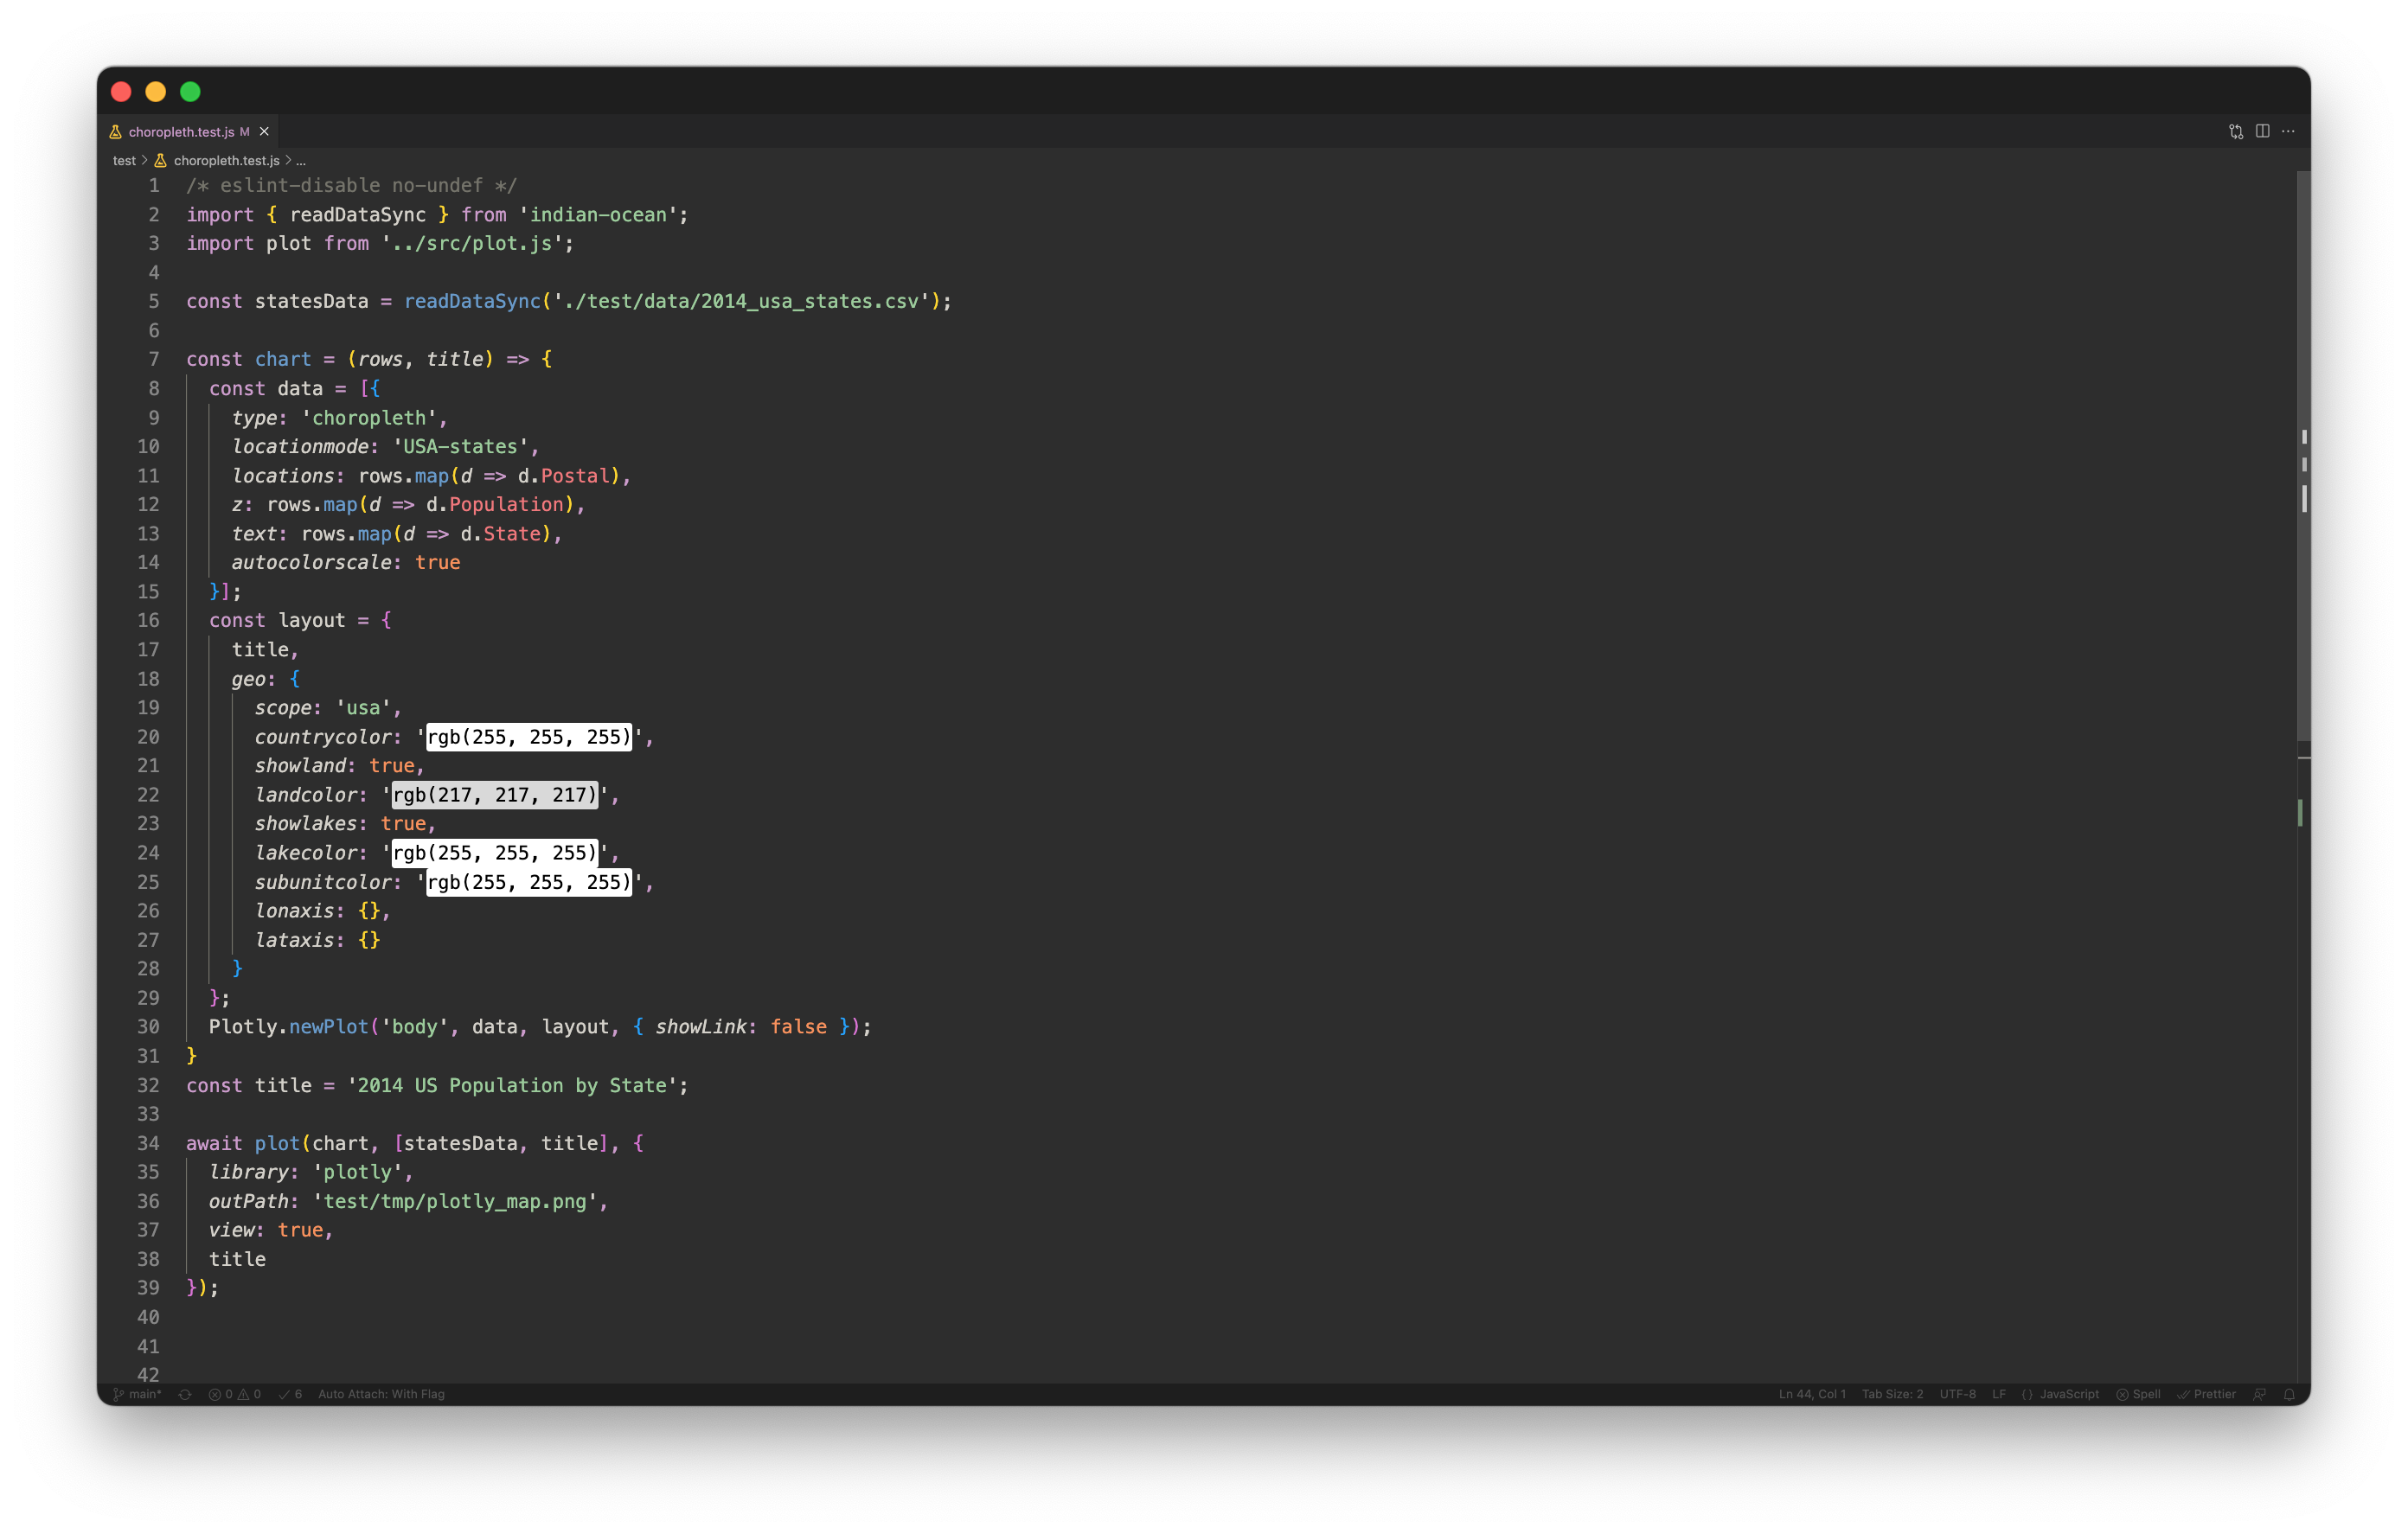 choropleth.test.js M
test > choropleth.test.js > ...
1 /* eslint-disable no-undef */
2 import { readDataSync } from 'indian-ocean';
3 import plot from '../src/plot.js';
4
5 const statesData = readDataSync('./test/data/2014_usa_states.csv');
6
7 const chart = (rows, title) => {
8   const data = [{
9     type: 'choropleth',
10     locationmode: 'USA-states',
11     locations: rows.map(d => d.Postal),
12     z: rows.map(d => d.Population),
13     text: rows.map(d => d.State),
14     autocolorscale: true
15   }];
16   const layout = {
17     title,
18     geo: {
19       scope: 'usa',
20       countrycolor: 'rgb(255, 255, 255)',
21       showland: true,
22       landcolor: 'rgb(217, 217, 217)',
23       showlakes: true,
24       lakecolor: 'rgb(255, 255, 255)',
25       subunitcolor: 'rgb(255, 255, 255)',
26       lonaxis: {},
27       lataxis: {}
28     }
29   };
30   Plotly.newPlot('body', data, layout, { showLink: false });
31 }
32 const title = '2014 US Population by State';
33
34 await plot(chart, [statesData, title], {
35   library: 'plotly',
36   outPath: 'test/tmp/plotly_map.png',
37   view: true,
38   title
39 });
40
41
42
main* 0 0 6 Auto Attach: With Flag Ln 44, Col 1 Tab Size: 2 UTF-8 LF {} JavaScript Spell Prettier